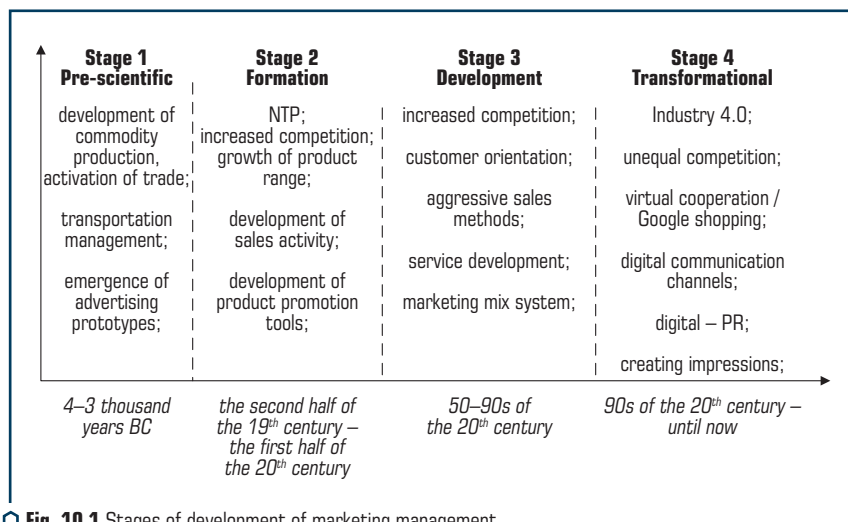 Stage 1
Pre-scientific
development of
commodity
production,
activation of trade;
transportation
management;
emergence of
advertising
prototypes;
4–3 thousand
years BC
Stage 2
Formation
NTP;
increased competition;
growth of product
range;
development of
sales activity;
development of
product promotion
tools;
the second half of
the 19th century –
the first half of
the 20th century
Stage 3
Development
increased competition;
customer orientation;
aggressive sales
methods;
service development;
marketing mix system;
50–90s of
the 20th century
Stage 4
Transformational
Industry 4.0;
unequal competition;
virtual cooperation /
Google shopping;
digital communication
channels;
digital – PR;
creating impressions;
90s of the 20th century –
until now
Fig. 10.1 Stages of development of marketing management